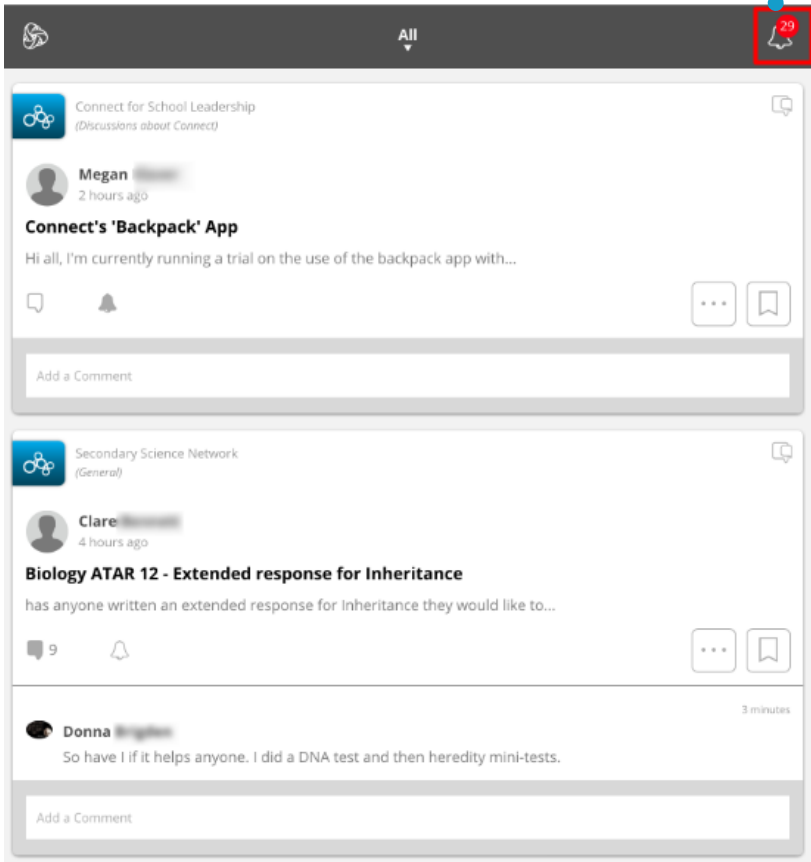 All
29
Connect for School Leadership
(Discussions about Connect)
Megan
2 hours ago
Connect's 'Backpack' App
Hi all, I'm currently running a trial on the use of the backpack app with...
Add a Comment
Secondary Science Network
(General)
Clare
4 hours ago
Biology ATAR 12 - Extended response for Inheritance
has anyone written an extended response for Inheritance they would like to...
9
3 minutes
Donna
So have I if it helps anyone. I did a DNA test and then heredity mini-tests.
Add a Comment